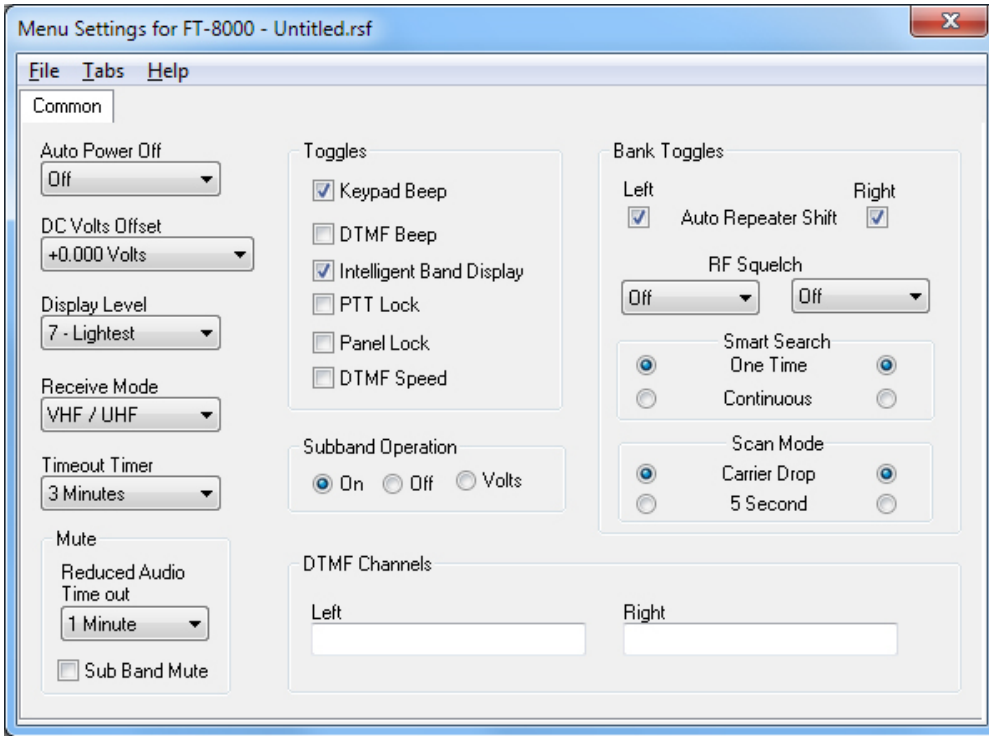 Menu Settings for FT-8000 - Untitled.rsf
File Tabs Help
Common
Auto Power Off
Off
DC Volts Offset
+0.000 Volts
Display Level
7 - Lightest
Receive Mode
VHF / UHF
Timeout Timer
3 Minutes
Mute
Reduced Audio
Time out
1 Minute
Sub Band Mute
Toggles
Keypad Beep
DTMF Beep
Intelligent Band Display
PTT Lock
Panel Lock
DTMF Speed
Subband Operation
On Off Volts
Bank Toggles
Left Right
Auto Repeater Shift
RF Squelch
Off Off
Smart Search
One Time
Continuous
Scan Mode
Carrier Drop
5 Second
DTMF Channels
Left Right